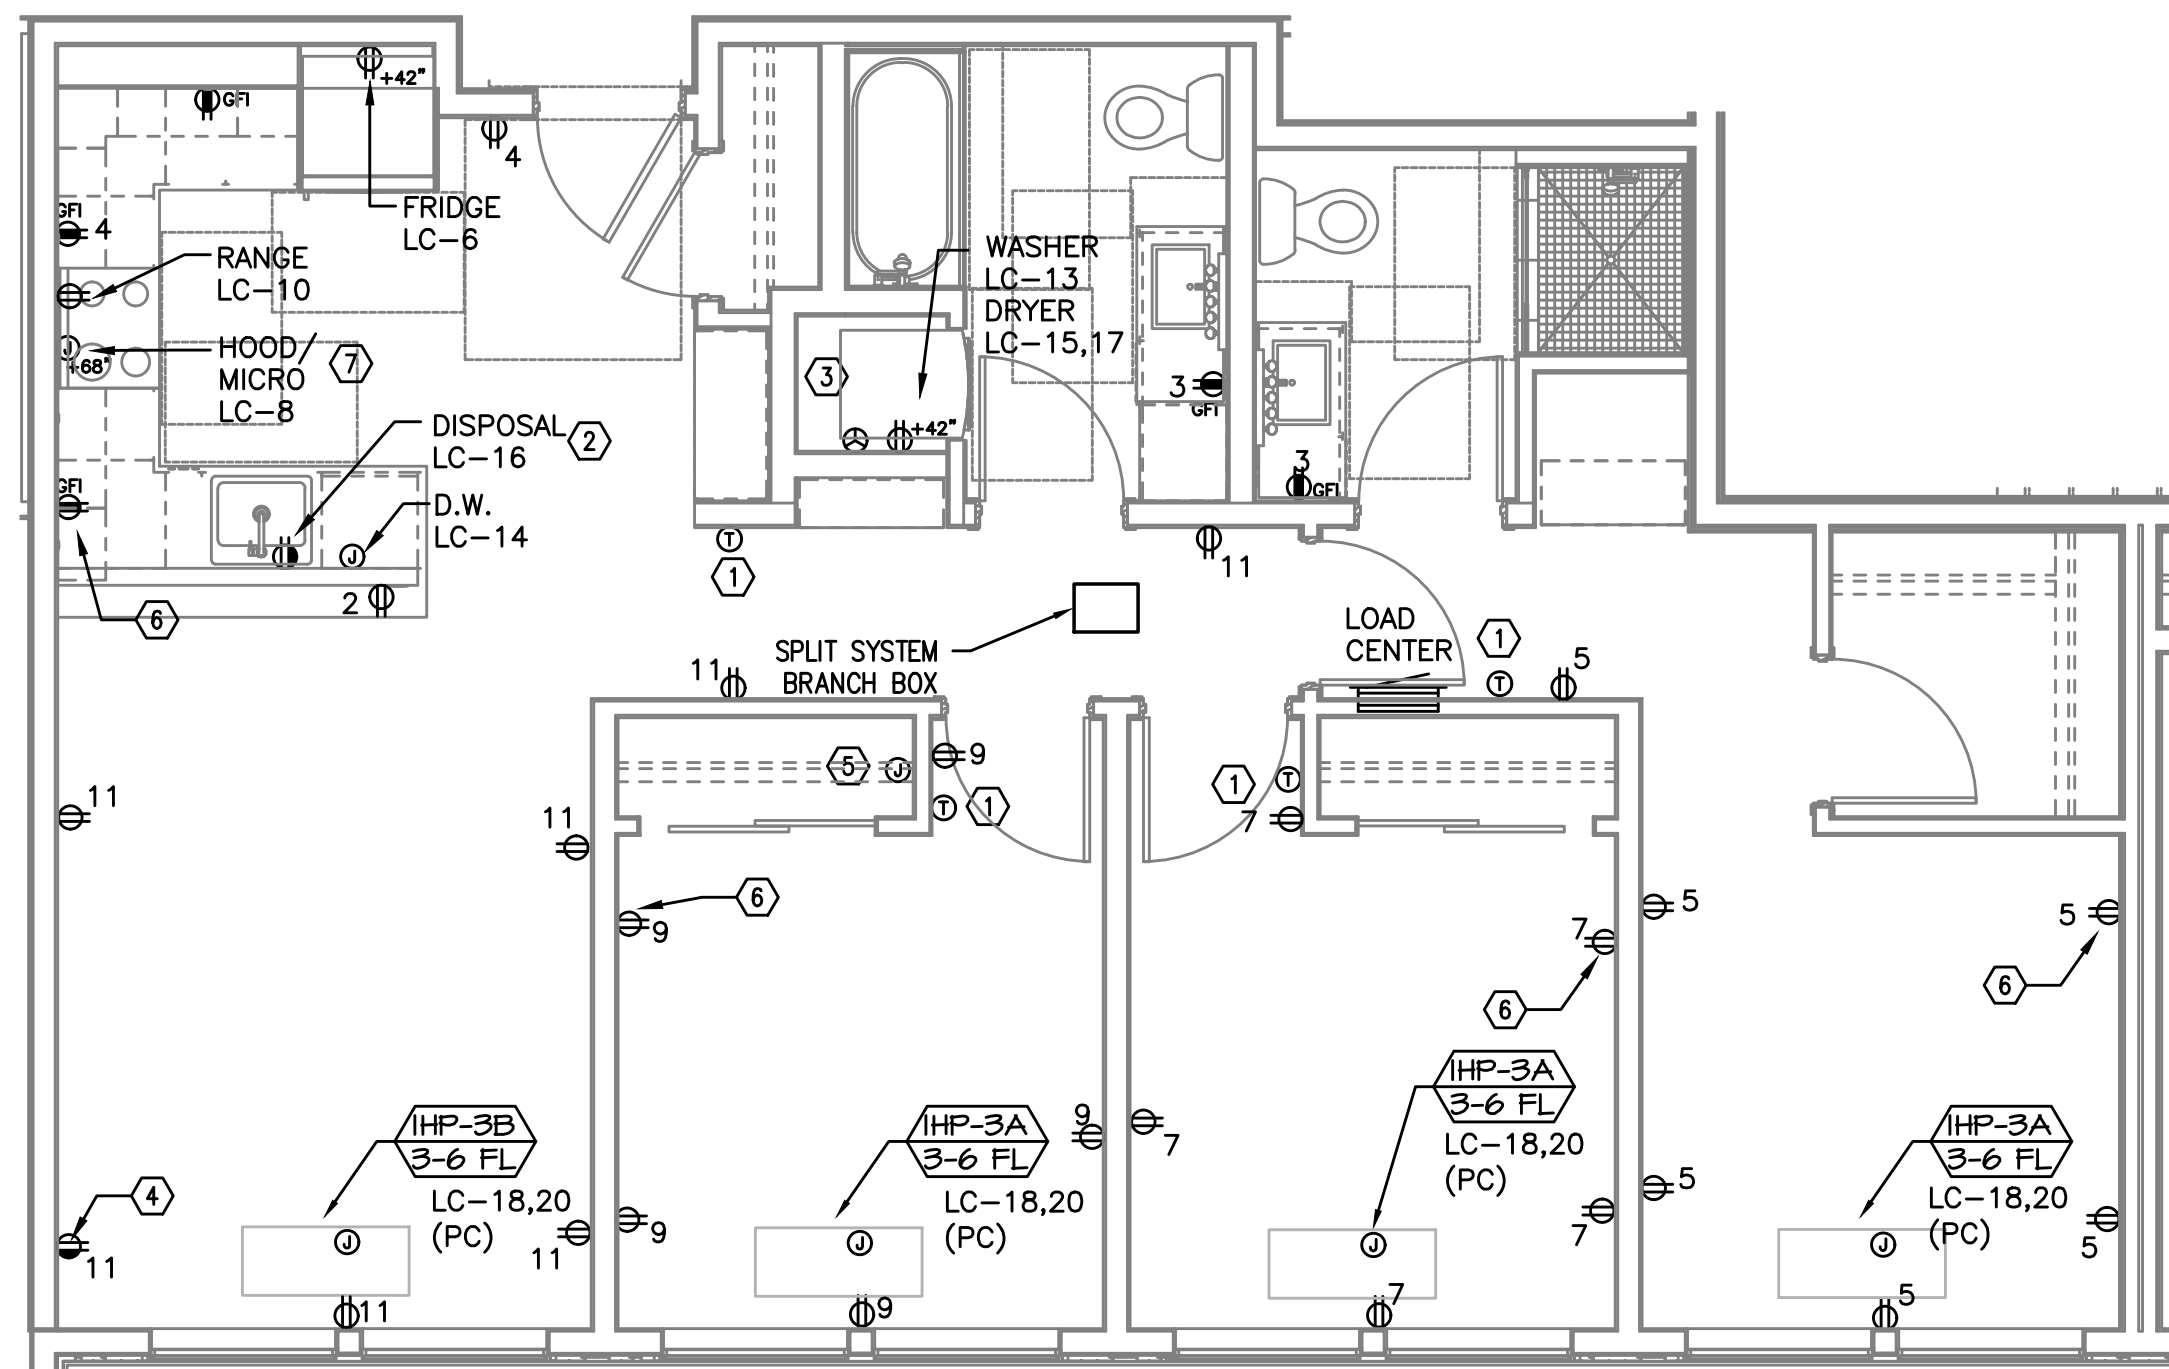 +42"
GFI
4
FRIDGE
LC-6
GFI
4
RANGE
LC-10
J
+68"
HOOD/
MICRO
LC-8
7
DISPOSAL
LC-16
2
GFI
D.W.
LC-14
J
6
2
WASHER
LC-13
DRYER
LC-15,17
3
+42"
3
GFI
3
GFI
T
1
11
SPLIT SYSTEM
BRANCH BOX
LOAD
CENTER
1
T
5
11
5
J
9
T
1
1
T
7
11
11
6
9
7
6
5
5
6
IHP-3B
3-6 FL
LC-18,20
(PC)
IHP-3A
3-6 FL
LC-18,20
(PC)
9
7
IHP-3A
3-6 FL
LC-18,20
(PC)
5
IHP-3A
3-6 FL
LC-18,20
(PC)
4
11
J
11
11
9
J
9
J
7
7
J
5
5